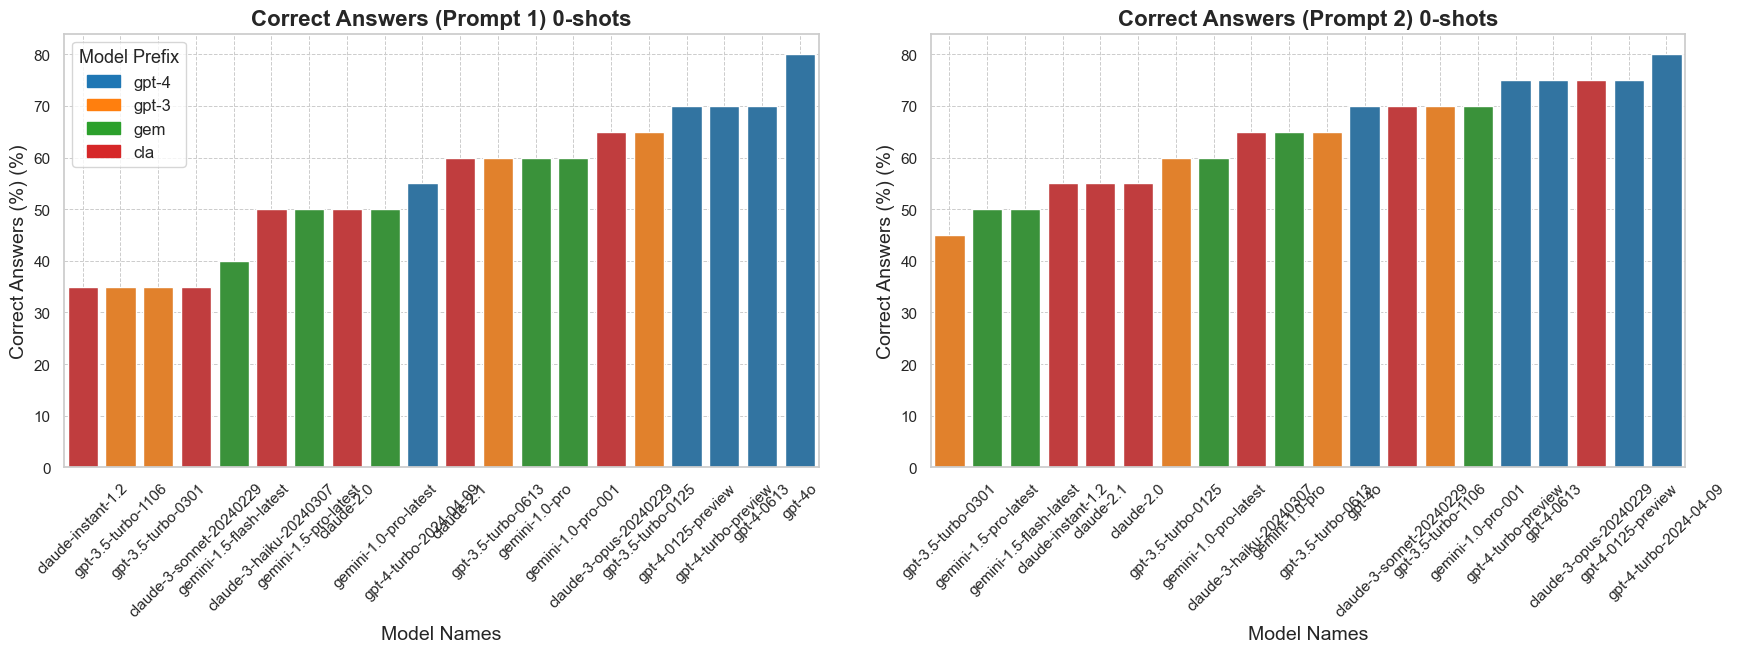 Correct Answers (Prompt 1) 0-shots
Correct Answers (%) (%)
80
70
60
50
40
30
20
10
0
Model Prefix
gpt-4
gpt-3
gem
cla
claude-instant-1.2
gpt-3.5-turbo-1106
gpt-3.5-turbo-0301
claude-3-sonnet-20240229
gemini-1.5-flash-latest
claude-3-haiku-20240307
gemini-1.5-pro-latest
claude-2.0
gemini-1.0-pro-latest
gpt-4-turbo-2024-04-09
claude-2.1
gpt-3.5-turbo-0613
gemini-1.0-pro
gemini-1.0-pro-001
claude-3-opus-20240229
gpt-3.5-turbo-0125
gpt-4-0125-preview
gpt-4-turbo-preview
gpt-4-0613
gpt-4o
Model Names
Correct Answers (Prompt 2) 0-shots
Correct Answers (%) (%)
80
70
60
50
40
30
20
10
0
gpt-3.5-turbo-0301
gemini-1.5-pro-latest
gemini-1.5-flash-latest
claude-instant-1.2
claude-2.1
claude-2.0
gpt-3.5-turbo-0125
gemini-1.0-pro-latest
claude-3-haiku-20240307
gemini-1.0-pro
gpt-3.5-turbo-0613
gpt-4o
claude-3-sonnet-20240229
gpt-3.5-turbo-1106
gemini-1.0-pro-001
gpt-4-turbo-preview
gpt-4-0613
claude-3-opus-20240229
gpt-4-0125-preview
gpt-4-turbo-2024-04-09
Model Names